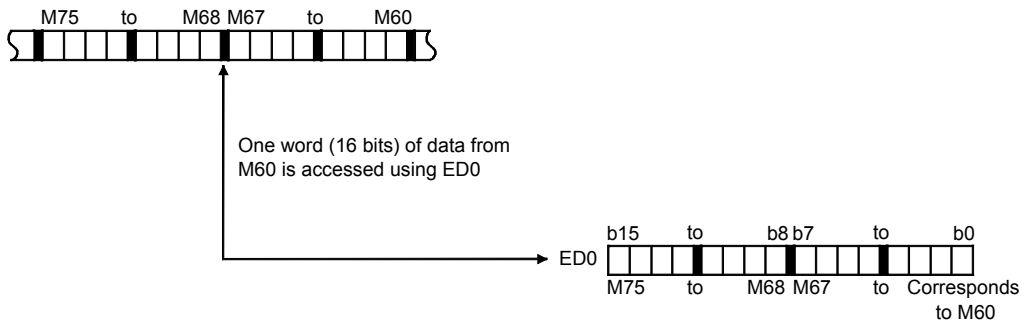 M75 to M68 M67 to M60
One word (16 bits) of data from
M60 is accessed using ED0
b15 to b8 b7 to b0
ED0
M75 to M68 M67 to Corresponds
to M60